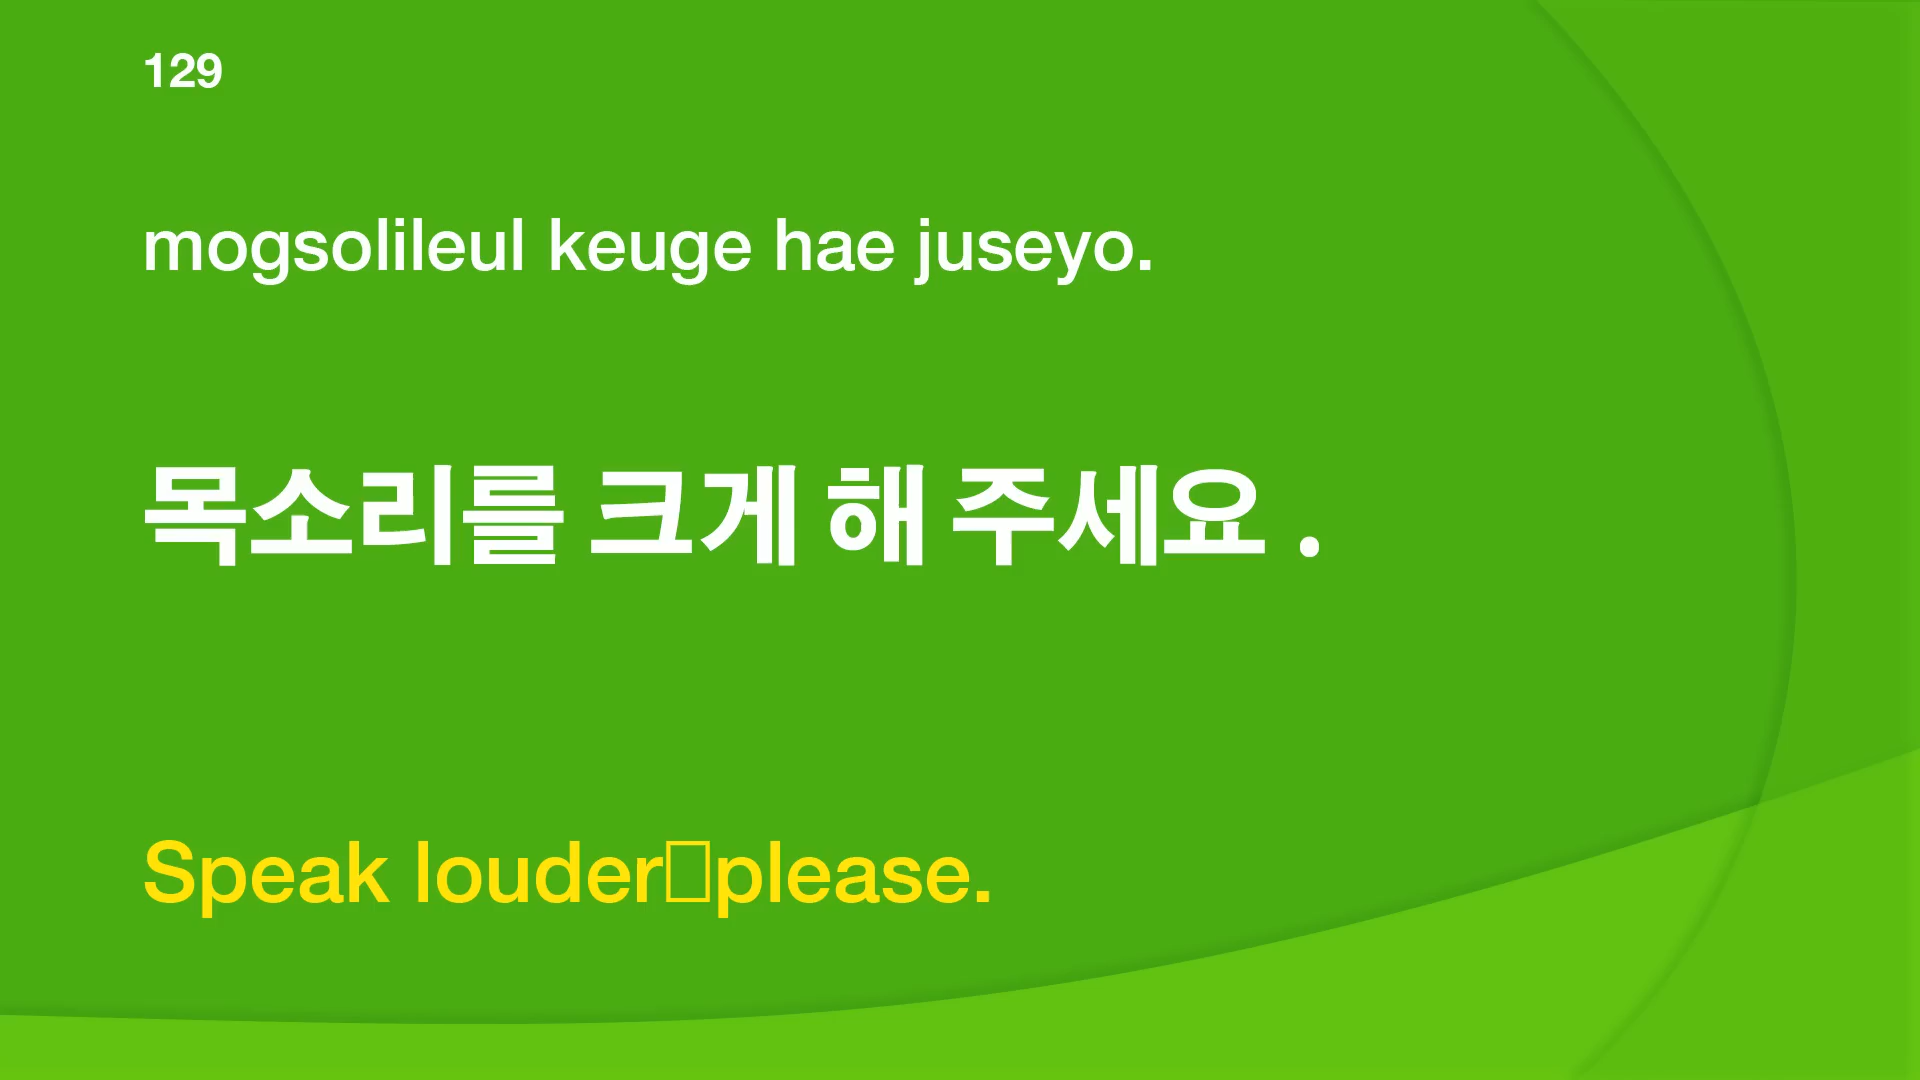 129
mogsolileul keuge hae juseyo.
목소리를 크게 해 주세요 .
Speak louder□please.